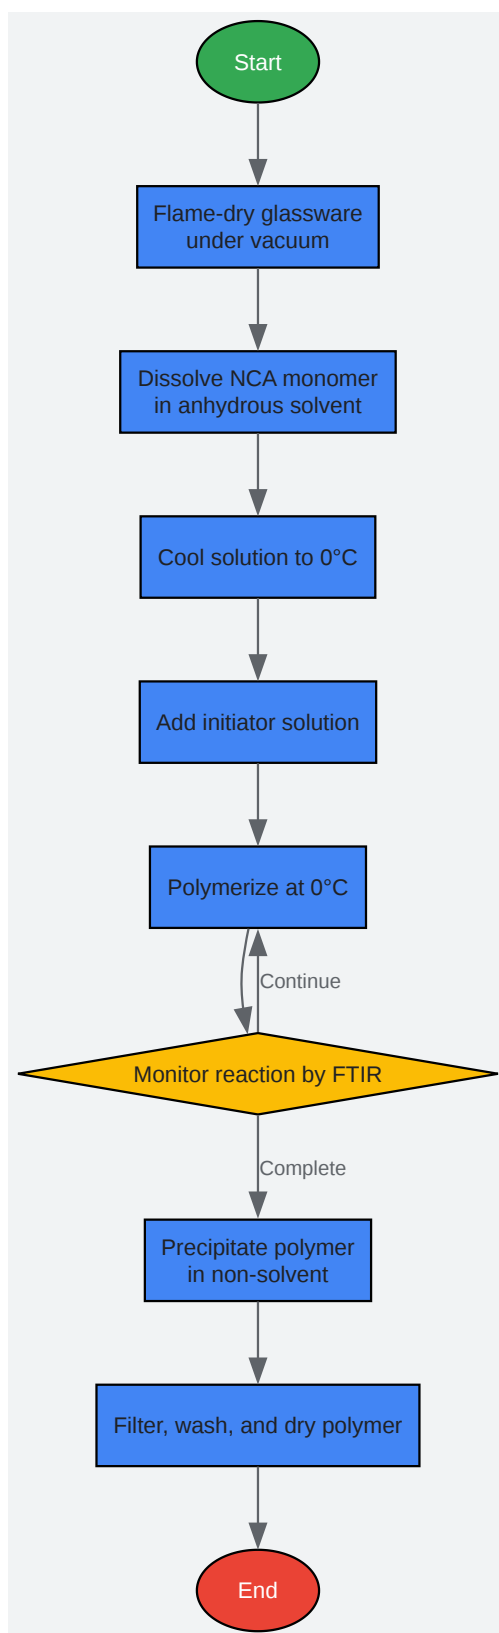 Start
Flame-dry glassware
under vacuum
Dissolve NCA monomer
in anhydrous solvent
Cool solution to 0°C
Add initiator solution
Polymerize at 0°C
Continue
Monitor reaction by FTIR
Complete
Precipitate polymer
in non-solvent
Filter, wash, and dry polymer
End